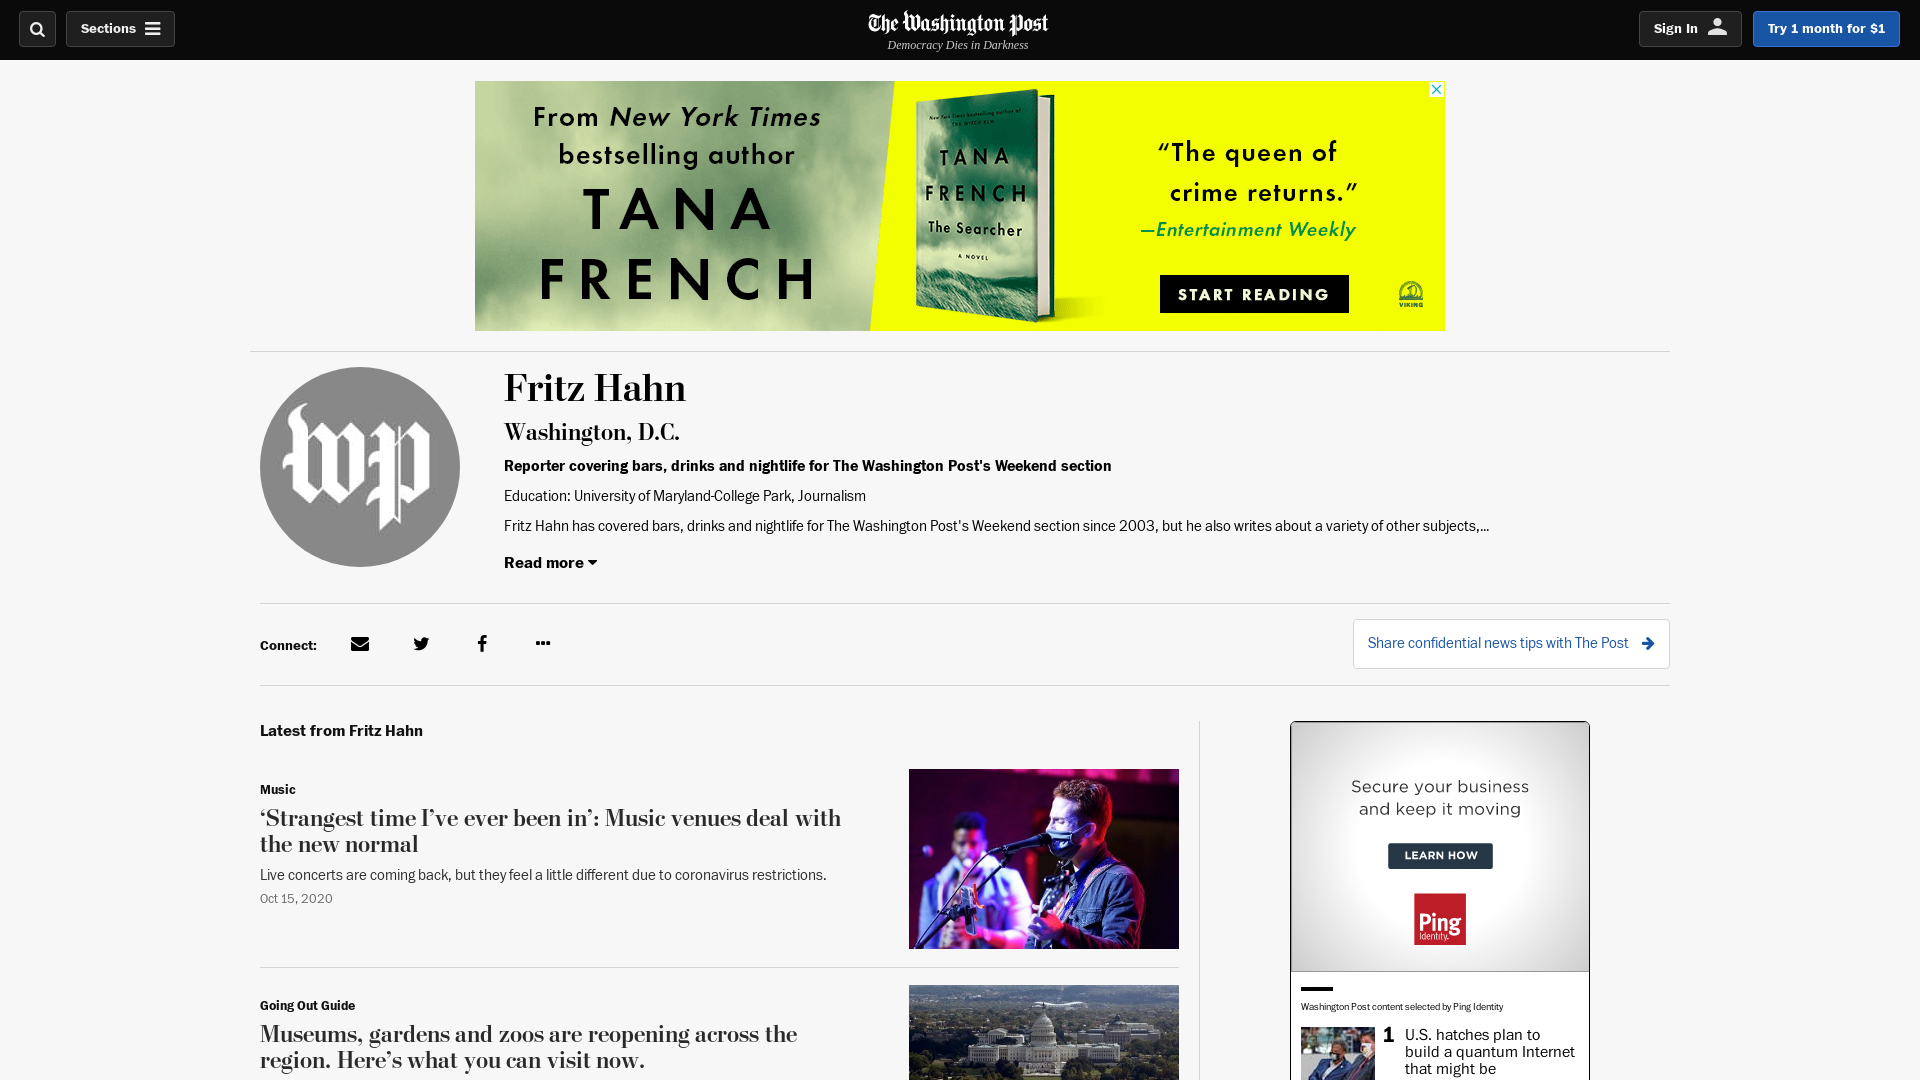 Sections
The Washington Post
Democracy Dies in Darkness
Sign In
Try 1 month for $1
From New York Times
bestselling author
TANA
FRENCH
New York Times bestselling author of
THE WITCH ELM
TANA
FRENCH
The Searcher
A NOVEL
“The queen of
crime returns.”
—Entertainment Weekly
START READING
VIKING
wp
Fritz Hahn
Washington, D.C.
Reporter covering bars, drinks and nightlife for The Washington Post's Weekend section
Education: University of Maryland-College Park, Journalism
Fritz Hahn has covered bars, drinks and nightlife for The Washington Post's Weekend section since 2003, but he also writes about a variety of other subjects,...
Read more
Connect:
Share confidential news tips with The Post
Latest from Fritz Hahn
Music
‘Strangest time I’ve ever been in’: Music venues deal with
the new normal
Live concerts are coming back, but they feel a little different due to coronavirus restrictions.
Oct 15, 2020
Going Out Guide
Museums, gardens and zoos are reopening across the
region. Here’s what you can visit now.
Secure your business
and keep it moving
LEARN HOW
Ping
Identity.
Washington Post content selected by Ping Identity
1
U.S. hatches plan to
build a quantum Internet
that might be